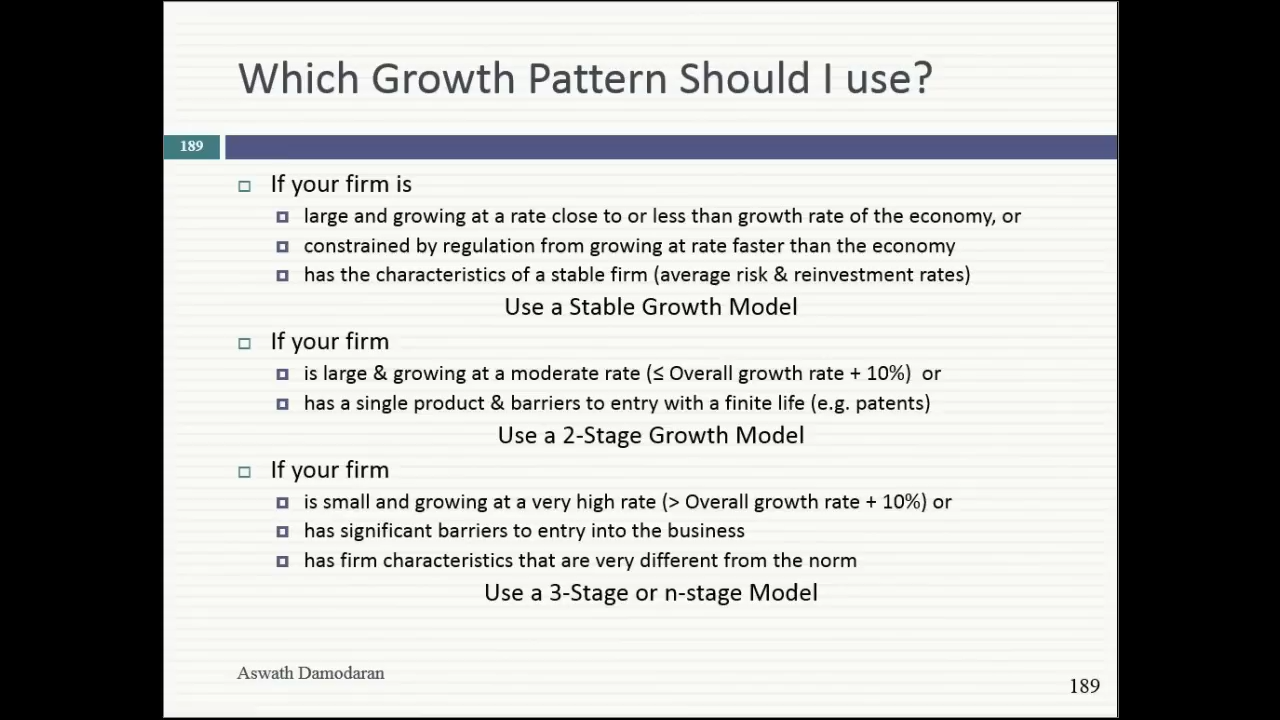 Which Growth Pattern Should I use?
189
If your firm is
large and growing at a rate close to or less than growth rate of the economy, or
constrained by regulation from growing at rate faster than the economy
has the characteristics of a stable firm (average risk & reinvestment rates)
Use a Stable Growth Model
If your firm
is large & growing at a moderate rate (≤ Overall growth rate + 10%) or
has a single product & barriers to entry with a finite life (e.g. patents)
Use a 2-Stage Growth Model
If your firm
is small and growing at a very high rate (> Overall growth rate + 10%) or
has significant barriers to entry into the business
has firm characteristics that are very different from the norm
Use a 3-Stage or n-stage Model
Aswath Damodaran
189